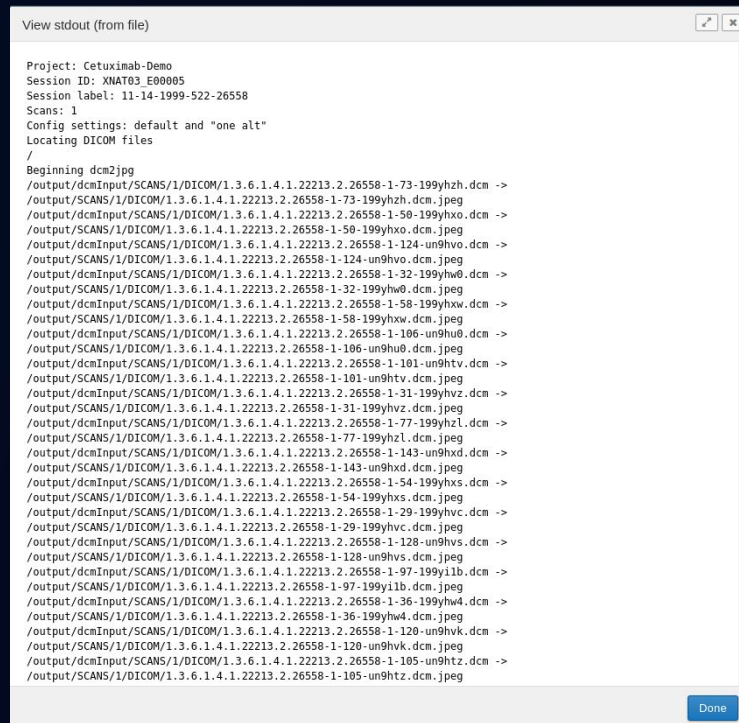 View stdout (from file)
Project: Cetuximab-Demo
Session ID: XNAT03_E00005
Session label: 11-14-1999-522-26558
Scans: 1
Config settings: default and "one alt"
Locating DICOM files
/
Beginning dcm2jpg
/output/dcmInput/SCANS/1/DICOM/1.3.6.1.4.1.22213.2.26558-1-73-199yhzh.dcm ->
/output/SCANS/1/DICOM/1.3.6.1.4.1.22213.2.26558-1-73-199yhzh.dcm.jpeg
/output/dcmInput/SCANS/1/DICOM/1.3.6.1.4.1.22213.2.26558-1-50-199yhxo.dcm ->
/output/SCANS/1/DICOM/1.3.6.1.4.1.22213.2.26558-1-50-199yhxo.dcm.jpeg
/output/dcmInput/SCANS/1/DICOM/1.3.6.1.4.1.22213.2.26558-1-124-un9hvo.dcm ->
/output/SCANS/1/DICOM/1.3.6.1.4.1.22213.2.26558-1-124-un9hvo.dcm.jpeg
/output/dcmInput/SCANS/1/DICOM/1.3.6.1.4.1.22213.2.26558-1-32-199yhw0.dcm ->
/output/SCANS/1/DICOM/1.3.6.1.4.1.22213.2.26558-1-32-199yhw0.dcm.jpeg
/output/dcmInput/SCANS/1/DICOM/1.3.6.1.4.1.22213.2.26558-1-58-199yhxw.dcm ->
/output/SCANS/1/DICOM/1.3.6.1.4.1.22213.2.26558-1-58-199yhxw.dcm.jpeg
/output/dcmInput/SCANS/1/DICOM/1.3.6.1.4.1.22213.2.26558-1-106-un9hu0.dcm ->
/output/SCANS/1/DICOM/1.3.6.1.4.1.22213.2.26558-1-106-un9hu0.dcm.jpeg
/output/dcmInput/SCANS/1/DICOM/1.3.6.1.4.1.22213.2.26558-1-101-un9htv.dcm ->
/output/SCANS/1/DICOM/1.3.6.1.4.1.22213.2.26558-1-101-un9htv.dcm.jpeg
/output/dcmInput/SCANS/1/DICOM/1.3.6.1.4.1.22213.2.26558-1-31-199yhvz.dcm ->
/output/SCANS/1/DICOM/1.3.6.1.4.1.22213.2.26558-1-31-199yhvz.dcm.jpeg
/output/dcmInput/SCANS/1/DICOM/1.3.6.1.4.1.22213.2.26558-1-77-199yhzl.dcm ->
/output/SCANS/1/DICOM/1.3.6.1.4.1.22213.2.26558-1-77-199yhzl.dcm.jpeg
/output/dcmInput/SCANS/1/DICOM/1.3.6.1.4.1.22213.2.26558-1-143-un9hxd.dcm ->
/output/SCANS/1/DICOM/1.3.6.1.4.1.22213.2.26558-1-143-un9hxd.dcm.jpeg
/output/dcmInput/SCANS/1/DICOM/1.3.6.1.4.1.22213.2.26558-1-54-199yhxs.dcm ->
/output/SCANS/1/DICOM/1.3.6.1.4.1.22213.2.26558-1-54-199yhxs.dcm.jpeg
/output/dcmInput/SCANS/1/DICOM/1.3.6.1.4.1.22213.2.26558-1-29-199yhvc.dcm ->
/output/SCANS/1/DICOM/1.3.6.1.4.1.22213.2.26558-1-29-199yhvc.dcm.jpeg
/output/dcmInput/SCANS/1/DICOM/1.3.6.1.4.1.22213.2.26558-1-128-un9hvs.dcm ->
/output/SCANS/1/DICOM/1.3.6.1.4.1.22213.2.26558-1-128-un9hvs.dcm.jpeg
/output/dcmInput/SCANS/1/DICOM/1.3.6.1.4.1.22213.2.26558-1-97-199yi1b.dcm ->
/output/SCANS/1/DICOM/1.3.6.1.4.1.22213.2.26558-1-97-199yi1b.dcm.jpeg
/output/dcmInput/SCANS/1/DICOM/1.3.6.1.4.1.22213.2.26558-1-36-199yhw4.dcm ->
/output/SCANS/1/DICOM/1.3.6.1.4.1.22213.2.26558-1-36-199yhw4.dcm.jpeg
/output/dcmInput/SCANS/1/DICOM/1.3.6.1.4.1.22213.2.26558-1-120-un9hvk.dcm ->
/output/SCANS/1/DICOM/1.3.6.1.4.1.22213.2.26558-1-120-un9hvk.dcm.jpeg
/output/dcmInput/SCANS/1/DICOM/1.3.6.1.4.1.22213.2.26558-1-105-un9htz.dcm ->
/output/SCANS/1/DICOM/1.3.6.1.4.1.22213.2.26558-1-105-un9htz.dcm.jpeg
Done